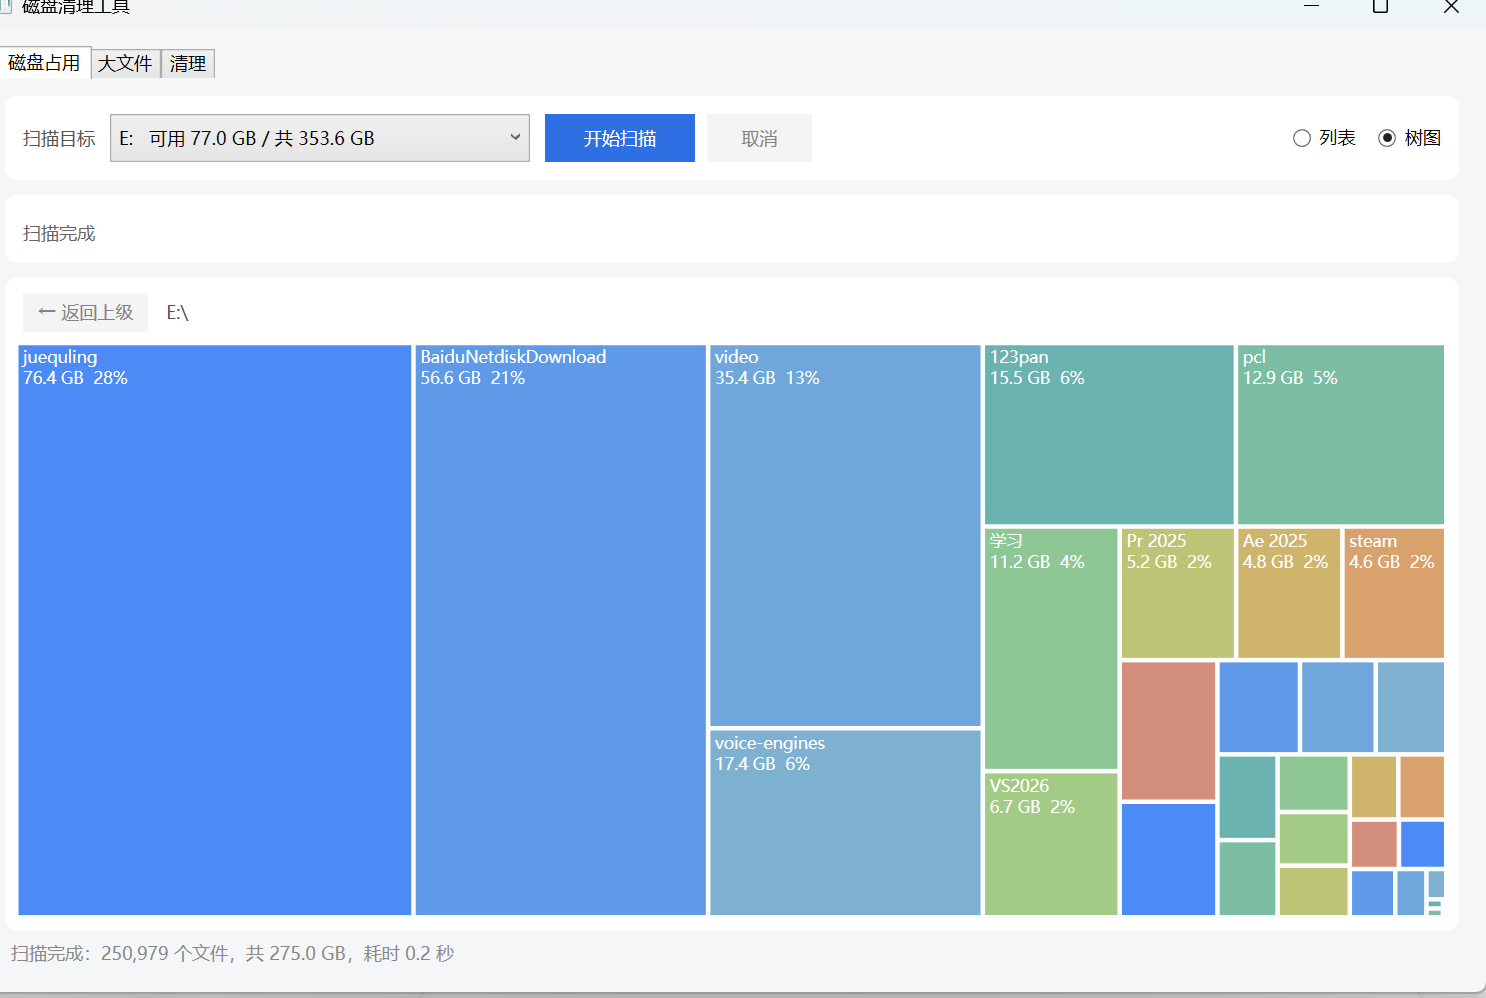 磁盘清理工具
磁盘占用 大文件 清理
扫描目标 E: 可用 77.0 GB / 共 353.6 GB 开始扫描 取消 列表 树图
扫描完成
← 返回上级 E:\
juequling
76.4 GB 28%
BaiduNetdiskDownload
56.6 GB 21%
video
35.4 GB 13%
voice-engines
17.4 GB 6%
123pan
15.5 GB 6%
pcl
12.9 GB 5%
学习
11.2 GB 4%
Pr 2025
5.2 GB 2%
Ae 2025
4.8 GB 2%
steam
4.6 GB 2%
VS2026
6.7 GB 2%
扫描完成：250,979 个文件，共 275.0 GB，耗时 0.2 秒